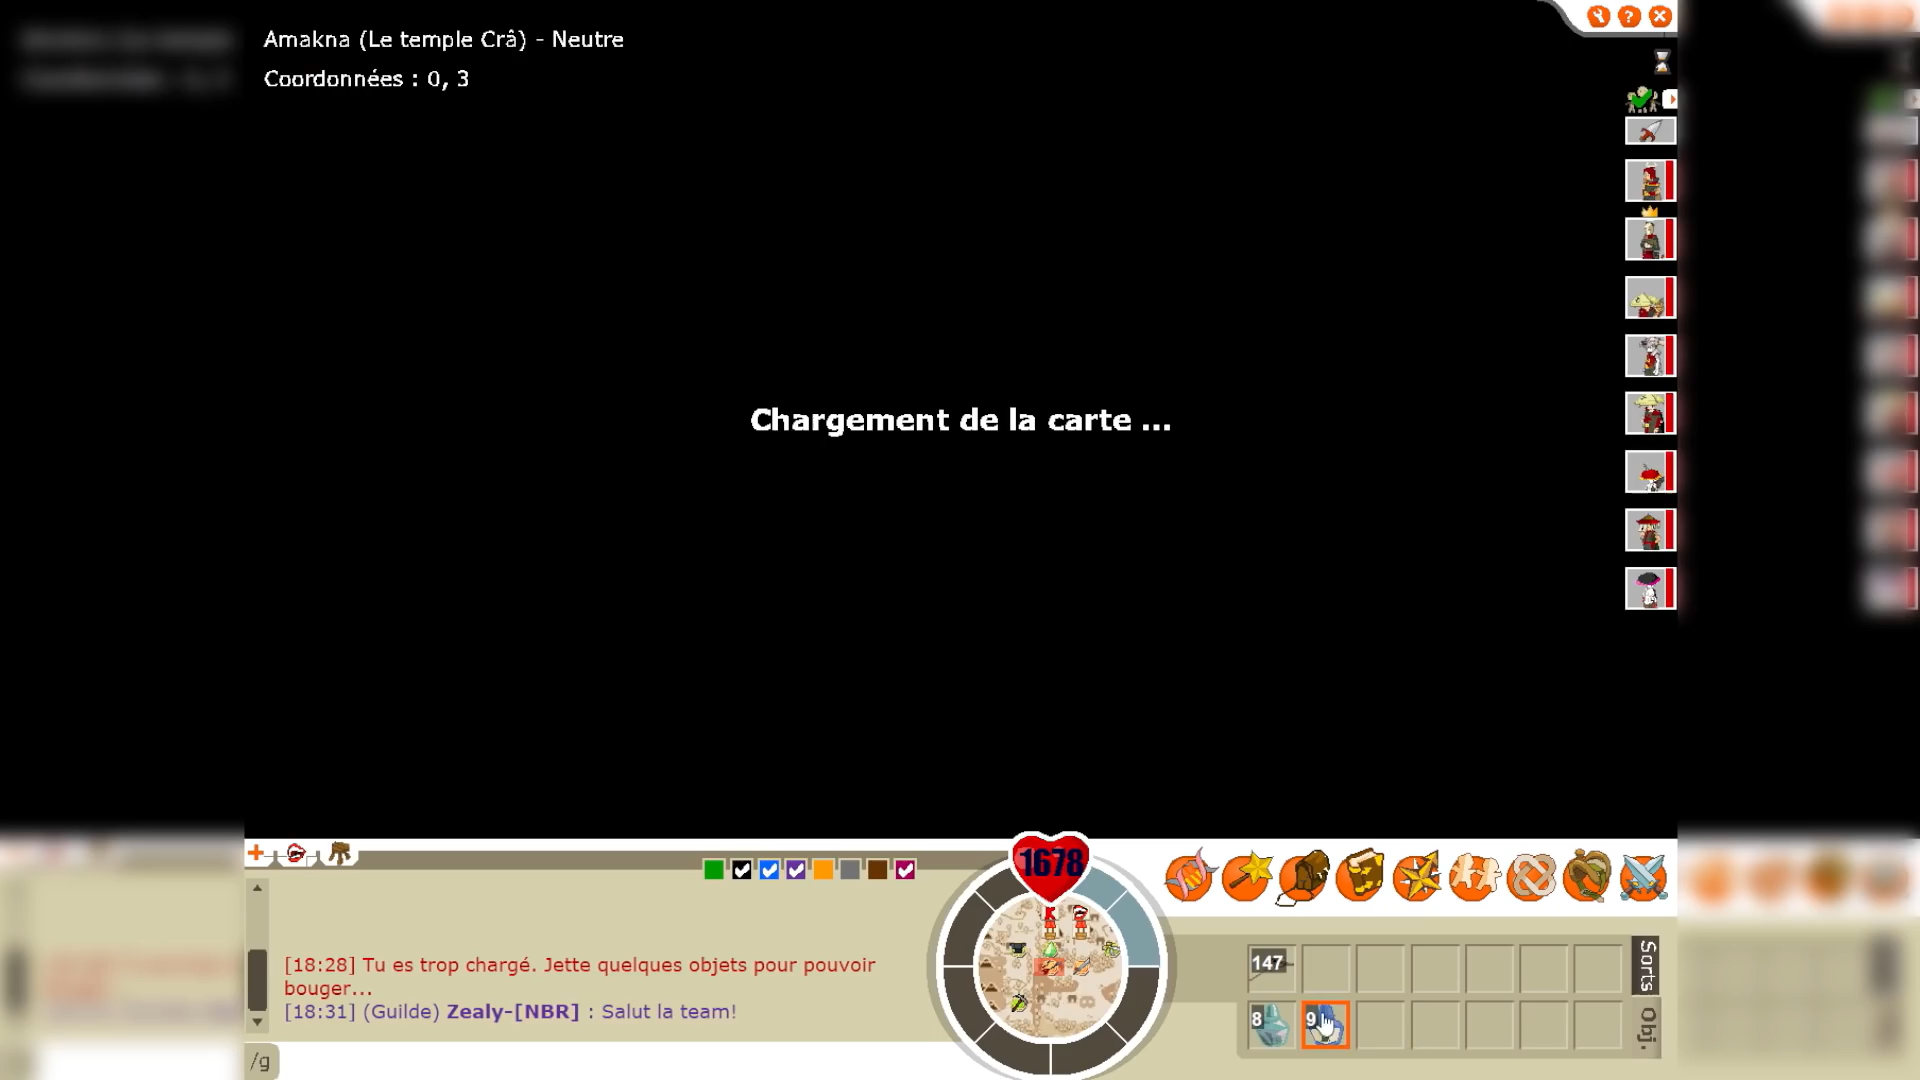 Amakna (Le temple Crâ) - Neutre
Coordonnées : 0, 3
Chargement de la carte ...
1678
[18:28] Tu es trop chargé. Jette quelques objets pour pouvoir
bouger...
[18:31] (Guilde) Zealy-[NBR] : Salut la team!
/g
147
8
9
Sorts
Obj.